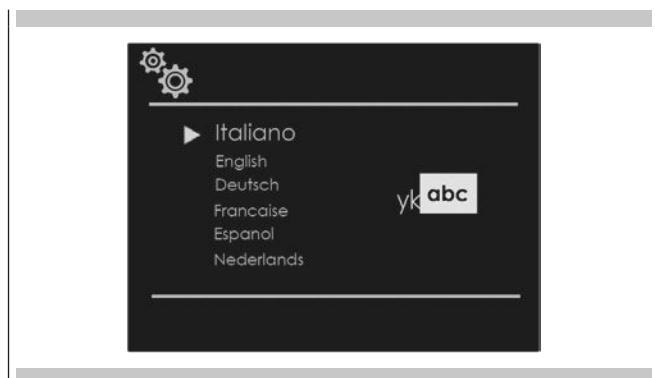 Italiano
English
Deutsch
Francaise
yk abc
Espanol
Nederlands